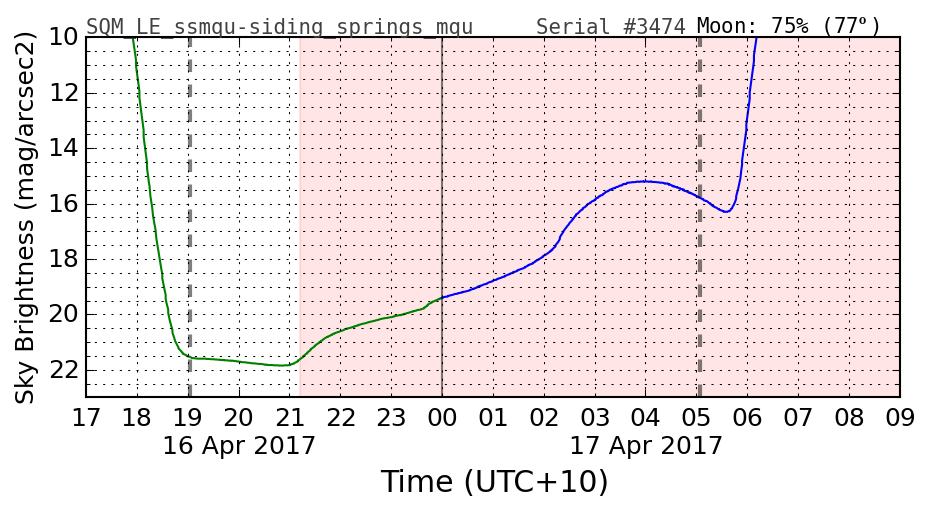 SQM_LE_ssmqu-siding_springs_mqu Serial #3474 Moon: 75% (77°)
Sky Brightness (mag/arcsec2)
10
12
14
16
18
20
22
17 18 19 20 21 22 23 00 01 02 03 04 05 06 07 08 09
16 Apr 2017 17 Apr 2017
Time (UTC+10)